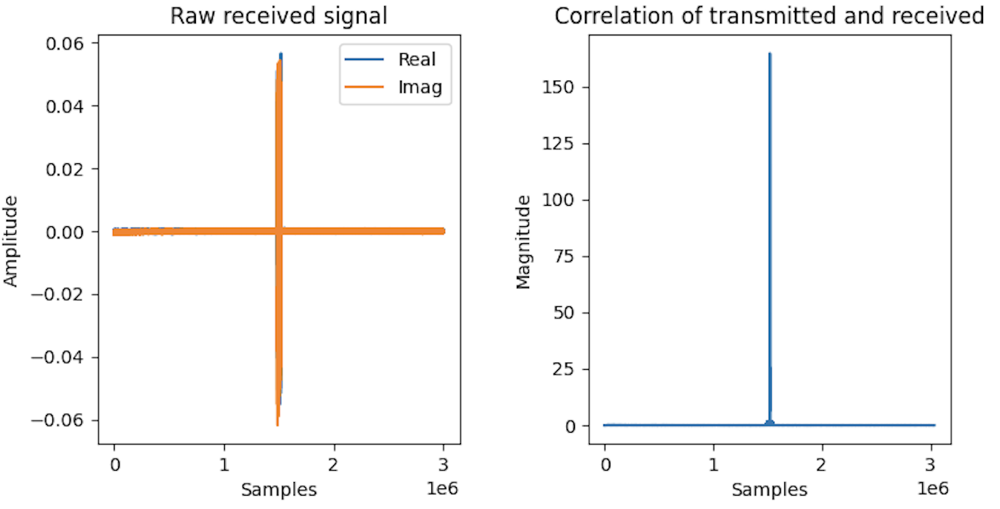 Raw received signal
0.06
0.04
0.02
0.00
−0.02
−0.04
−0.06
Amplitude
Real
Imag
0 1 2 3
1e6
Samples
Correlation of transmitted and received
150
125
100
75
50
25
0
Magnitude
0 1 2 3
1e6
Samples